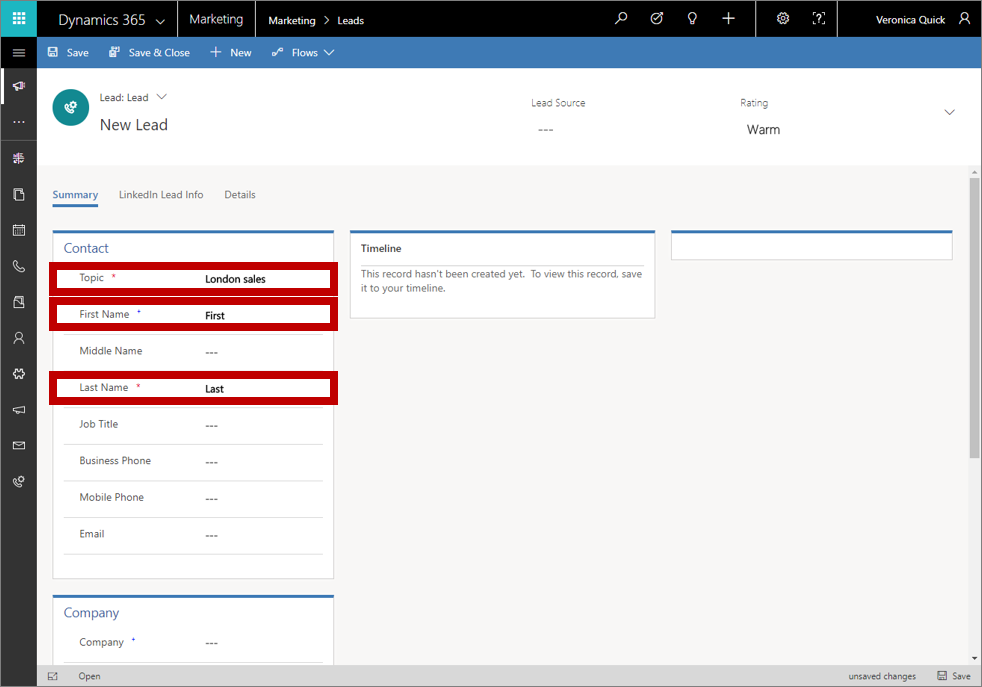 Dynamics 365 Marketing Marketing > Leads Veronica Quick
Save Save & Close New Flows
Lead: Lead
New Lead
Lead Source
---
Rating
Warm
Summary LinkedIn Lead Info Details
Contact
Topic * London sales
First Name + First
Middle Name ---
Last Name * Last
Job Title ---
Business Phone ---
Mobile Phone ---
Email ---
Timeline
This record hasn't been created yet. To view this record, save
it to your timeline.
Company
Company + ---
Open unsaved changes Save